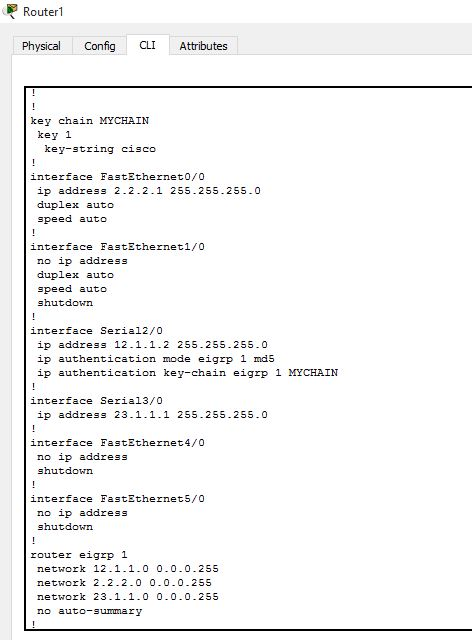 Router1
Physical Config CLI Attributes
!
!
key chain MYCHAIN
key 1
key-string cisco
!
interface FastEthernet0/0
ip address 2.2.2.1 255.255.255.0
duplex auto
speed auto
!
interface FastEthernet1/0
no ip address
duplex auto
speed auto
shutdown
!
interface Serial2/0
ip address 12.1.1.2 255.255.255.0
ip authentication mode eigrp 1 md5
ip authentication key-chain eigrp 1 MYCHAIN
!
interface Serial3/0
ip address 23.1.1.1 255.255.255.0
!
interface FastEthernet4/0
no ip address
shutdown
!
interface FastEthernet5/0
no ip address
shutdown
!
router eigrp 1
network 12.1.1.0 0.0.0.255
network 2.2.2.0 0.0.0.255
network 23.1.1.0 0.0.0.255
no auto-summary
!